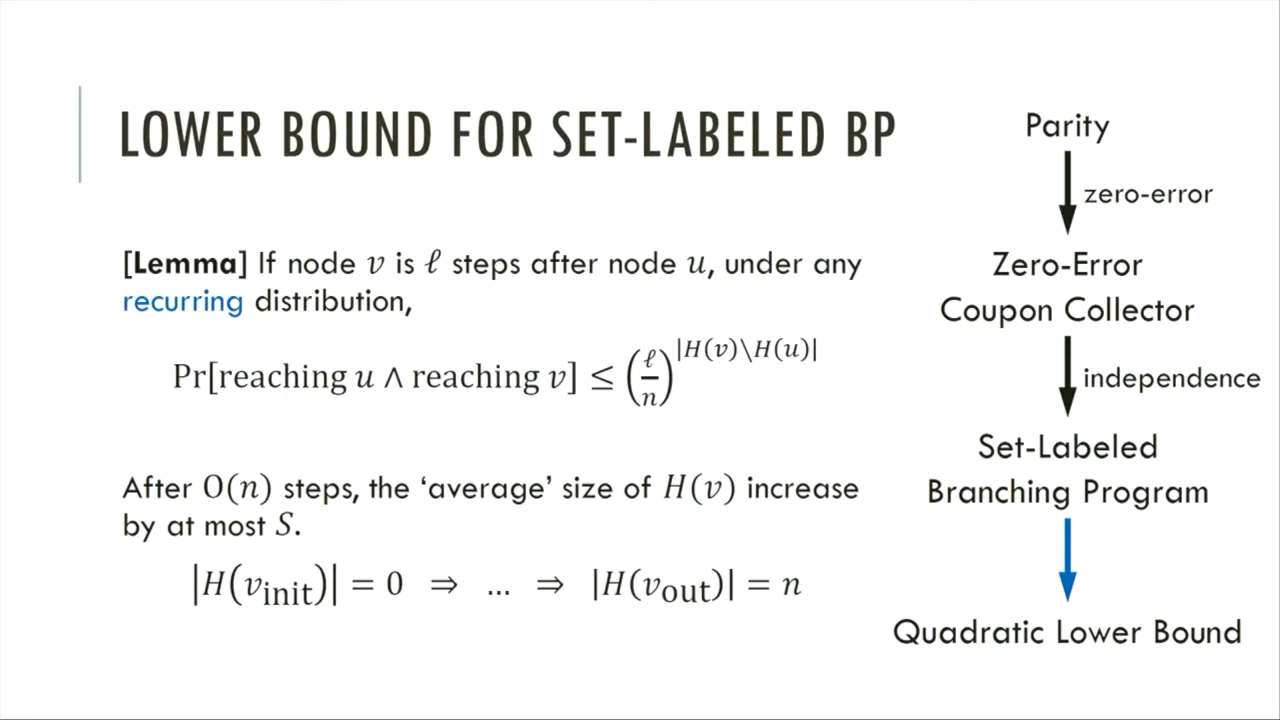 LOWER BOUND FOR SET-LABELED BP
[Lemma] If node v is ℓ steps after node u, under any
recurring distribution,
Pr[reaching u ∧ reaching v] ≤ (ℓ/n)^|H(v)\H(u)|
After O(n) steps, the ‘average’ size of H(v) increase
by at most S.
|H(v_init)| = 0 ⇒ ... ⇒ |H(v_out)| = n
Parity
zero-error
Zero-Error
Coupon Collector
independence
Set-Labeled
Branching Program
Quadratic Lower Bound